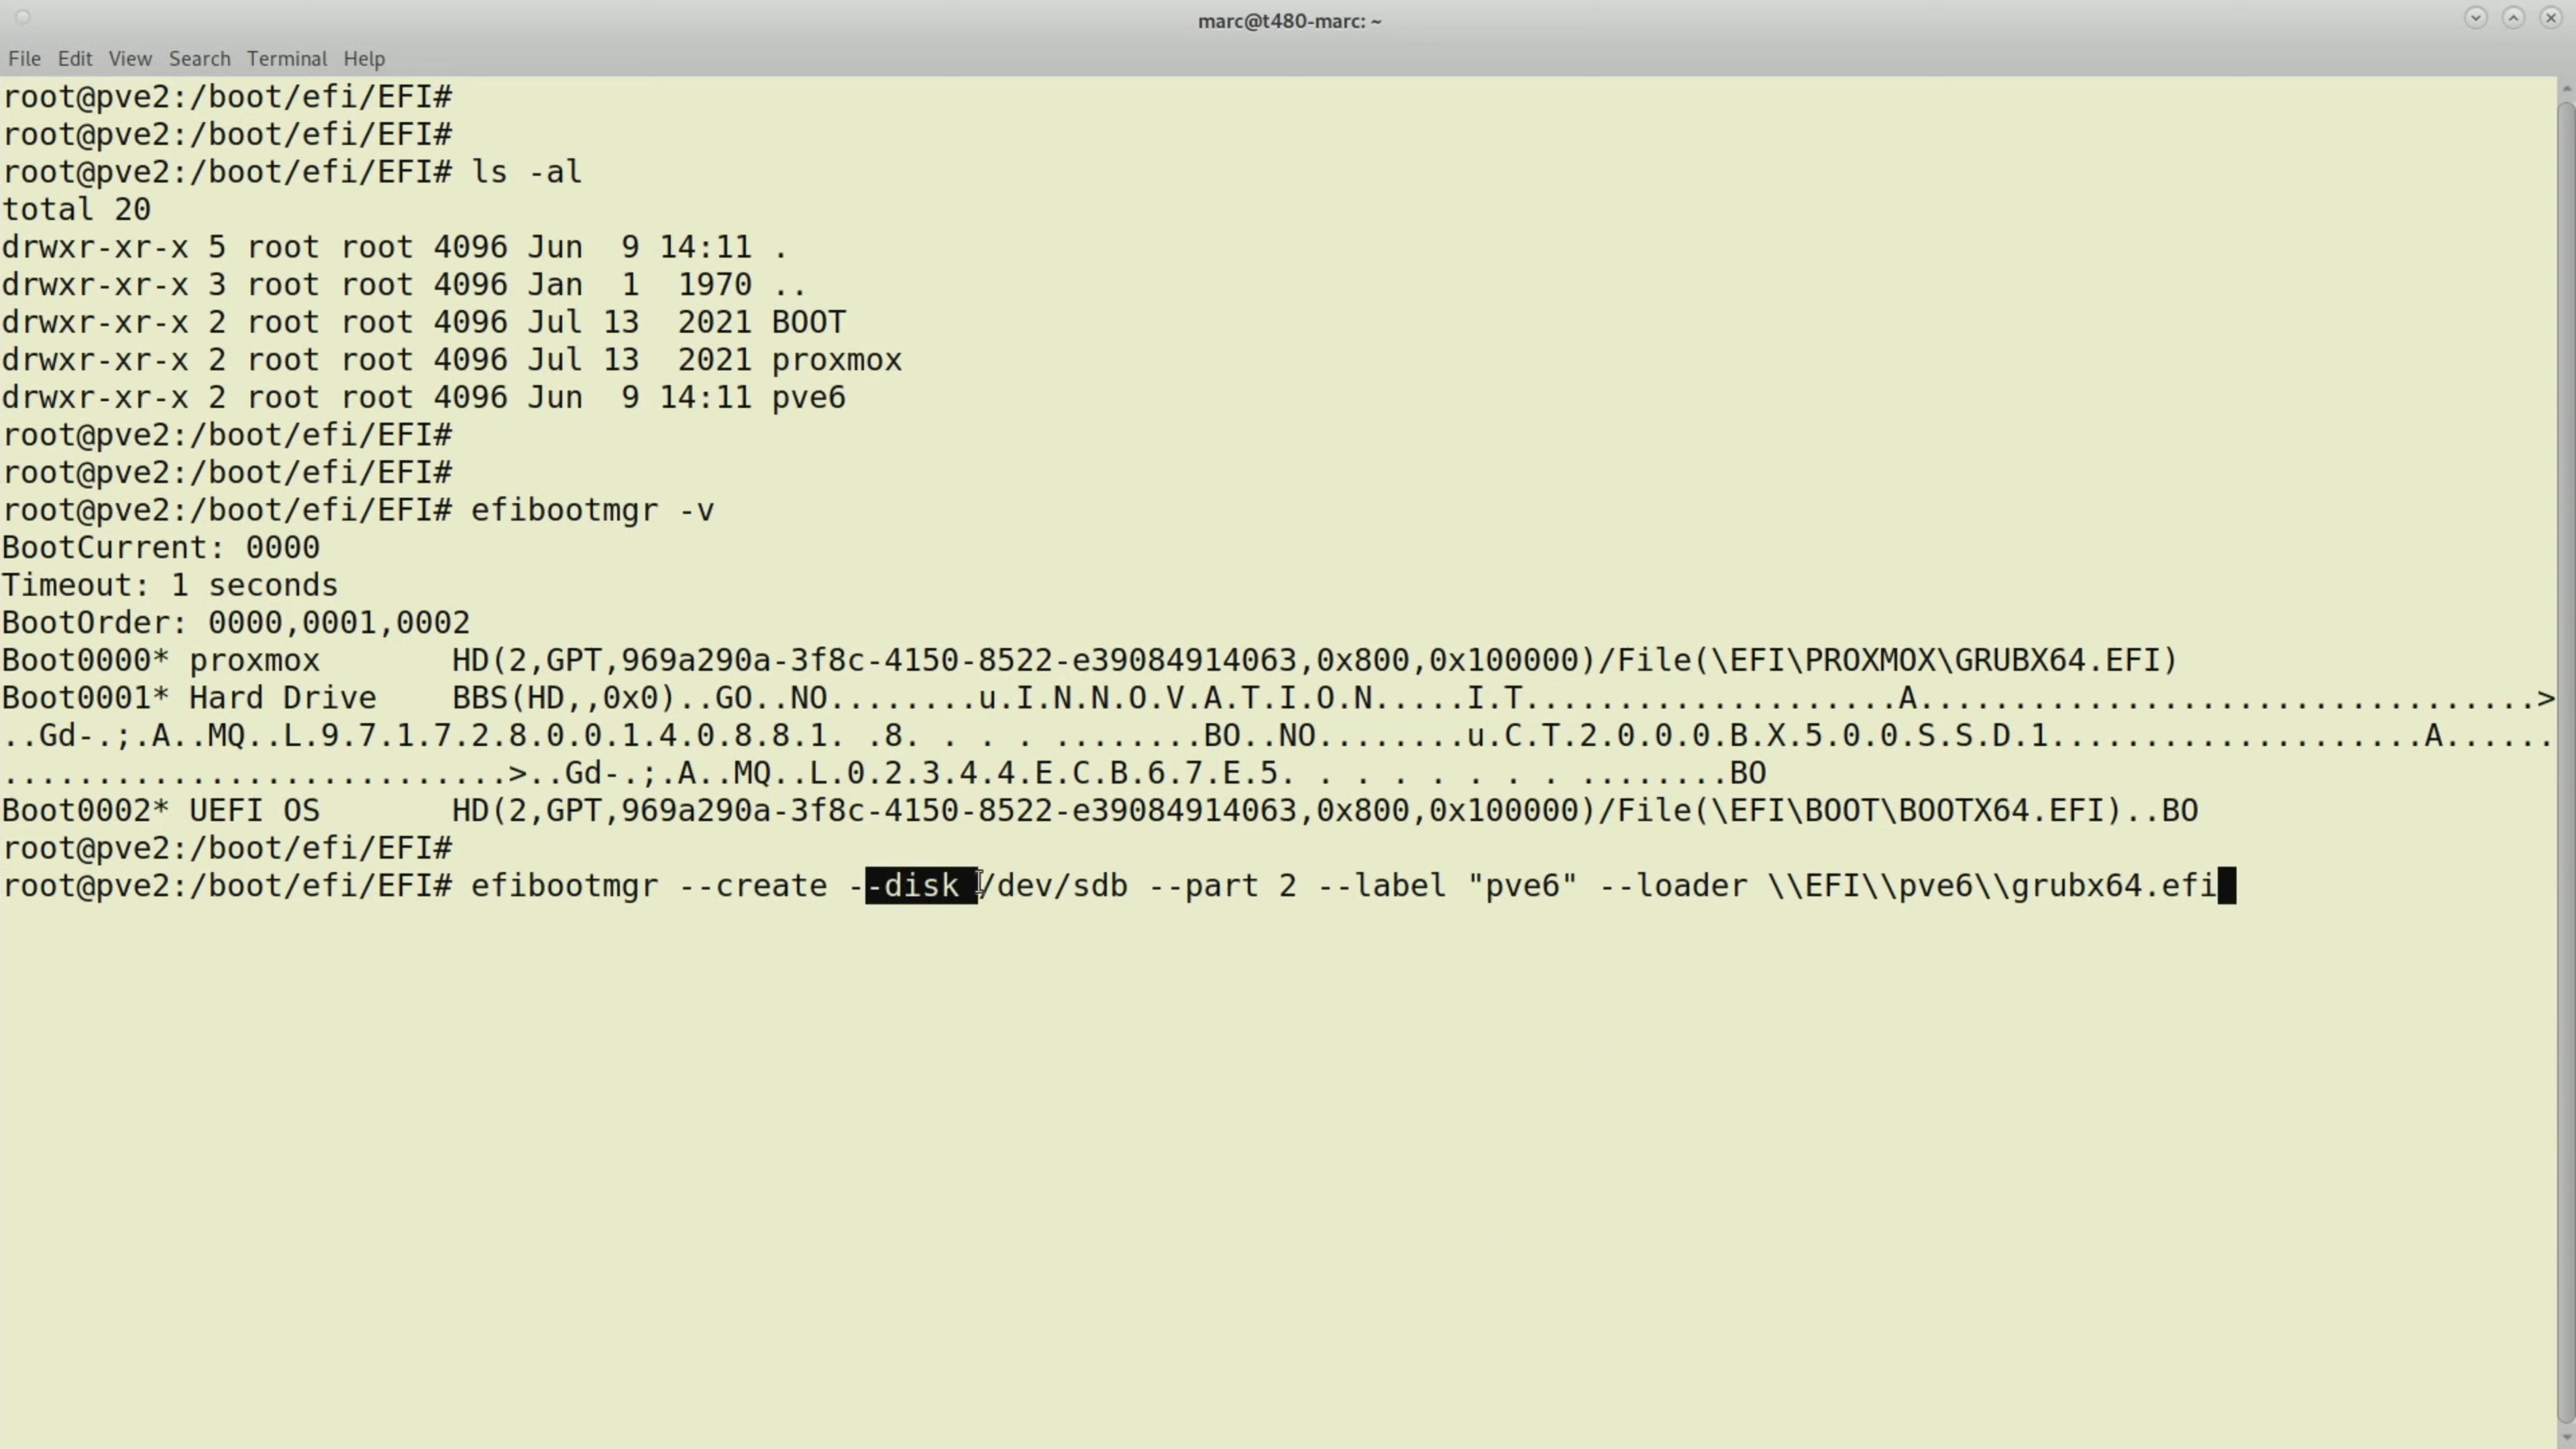 marc@t480-marc: ~
File Edit View Search Terminal Help
root@pve2:/boot/efi/EFI#
root@pve2:/boot/efi/EFI#
root@pve2:/boot/efi/EFI# ls -al
total 20
drwxr-xr-x 5 root root 4096 Jun  9 14:11 .
drwxr-xr-x 3 root root 4096 Jan  1  1970 ..
drwxr-xr-x 2 root root 4096 Jul 13  2021 BOOT
drwxr-xr-x 2 root root 4096 Jul 13  2021 proxmox
drwxr-xr-x 2 root root 4096 Jun  9 14:11 pve6
root@pve2:/boot/efi/EFI#
root@pve2:/boot/efi/EFI#
root@pve2:/boot/efi/EFI# efibootmgr -v
BootCurrent: 0000
Timeout: 1 seconds
BootOrder: 0000,0001,0002
Boot0000* proxmox       HD(2,GPT,969a290a-3f8c-4150-8522-e39084914063,0x800,0x100000)/File(\EFI\PROXMOX\GRUBX64.EFI)
Boot0001* Hard Drive    BBS(HD,,0x0)..GO..NO........u.I.N.N.O.V.A.T.I.O.N.....I.T....................A.................................>
..Gd-.;.A..MQ..L.9.7.1.7.2.8.0.0.1.4.0.8.8.1. .8. . . . ........BO..NO........u.C.T.2.0.0.0.B.X.5.0.0.S.S.D.1....................A......
...........................>..Gd-.;.A..MQ..L.0.2.3.4.4.E.C.B.6.7.E.5. . . . . . . . ........BO
Boot0002* UEFI OS       HD(2,GPT,969a290a-3f8c-4150-8522-e39084914063,0x800,0x100000)/File(\EFI\BOOT\BOOTX64.EFI)..BO
root@pve2:/boot/efi/EFI#
root@pve2:/boot/efi/EFI# efibootmgr --create --disk /dev/sdb --part 2 --label "pve6" --loader \\EFI\\pve6\\grubx64.efi